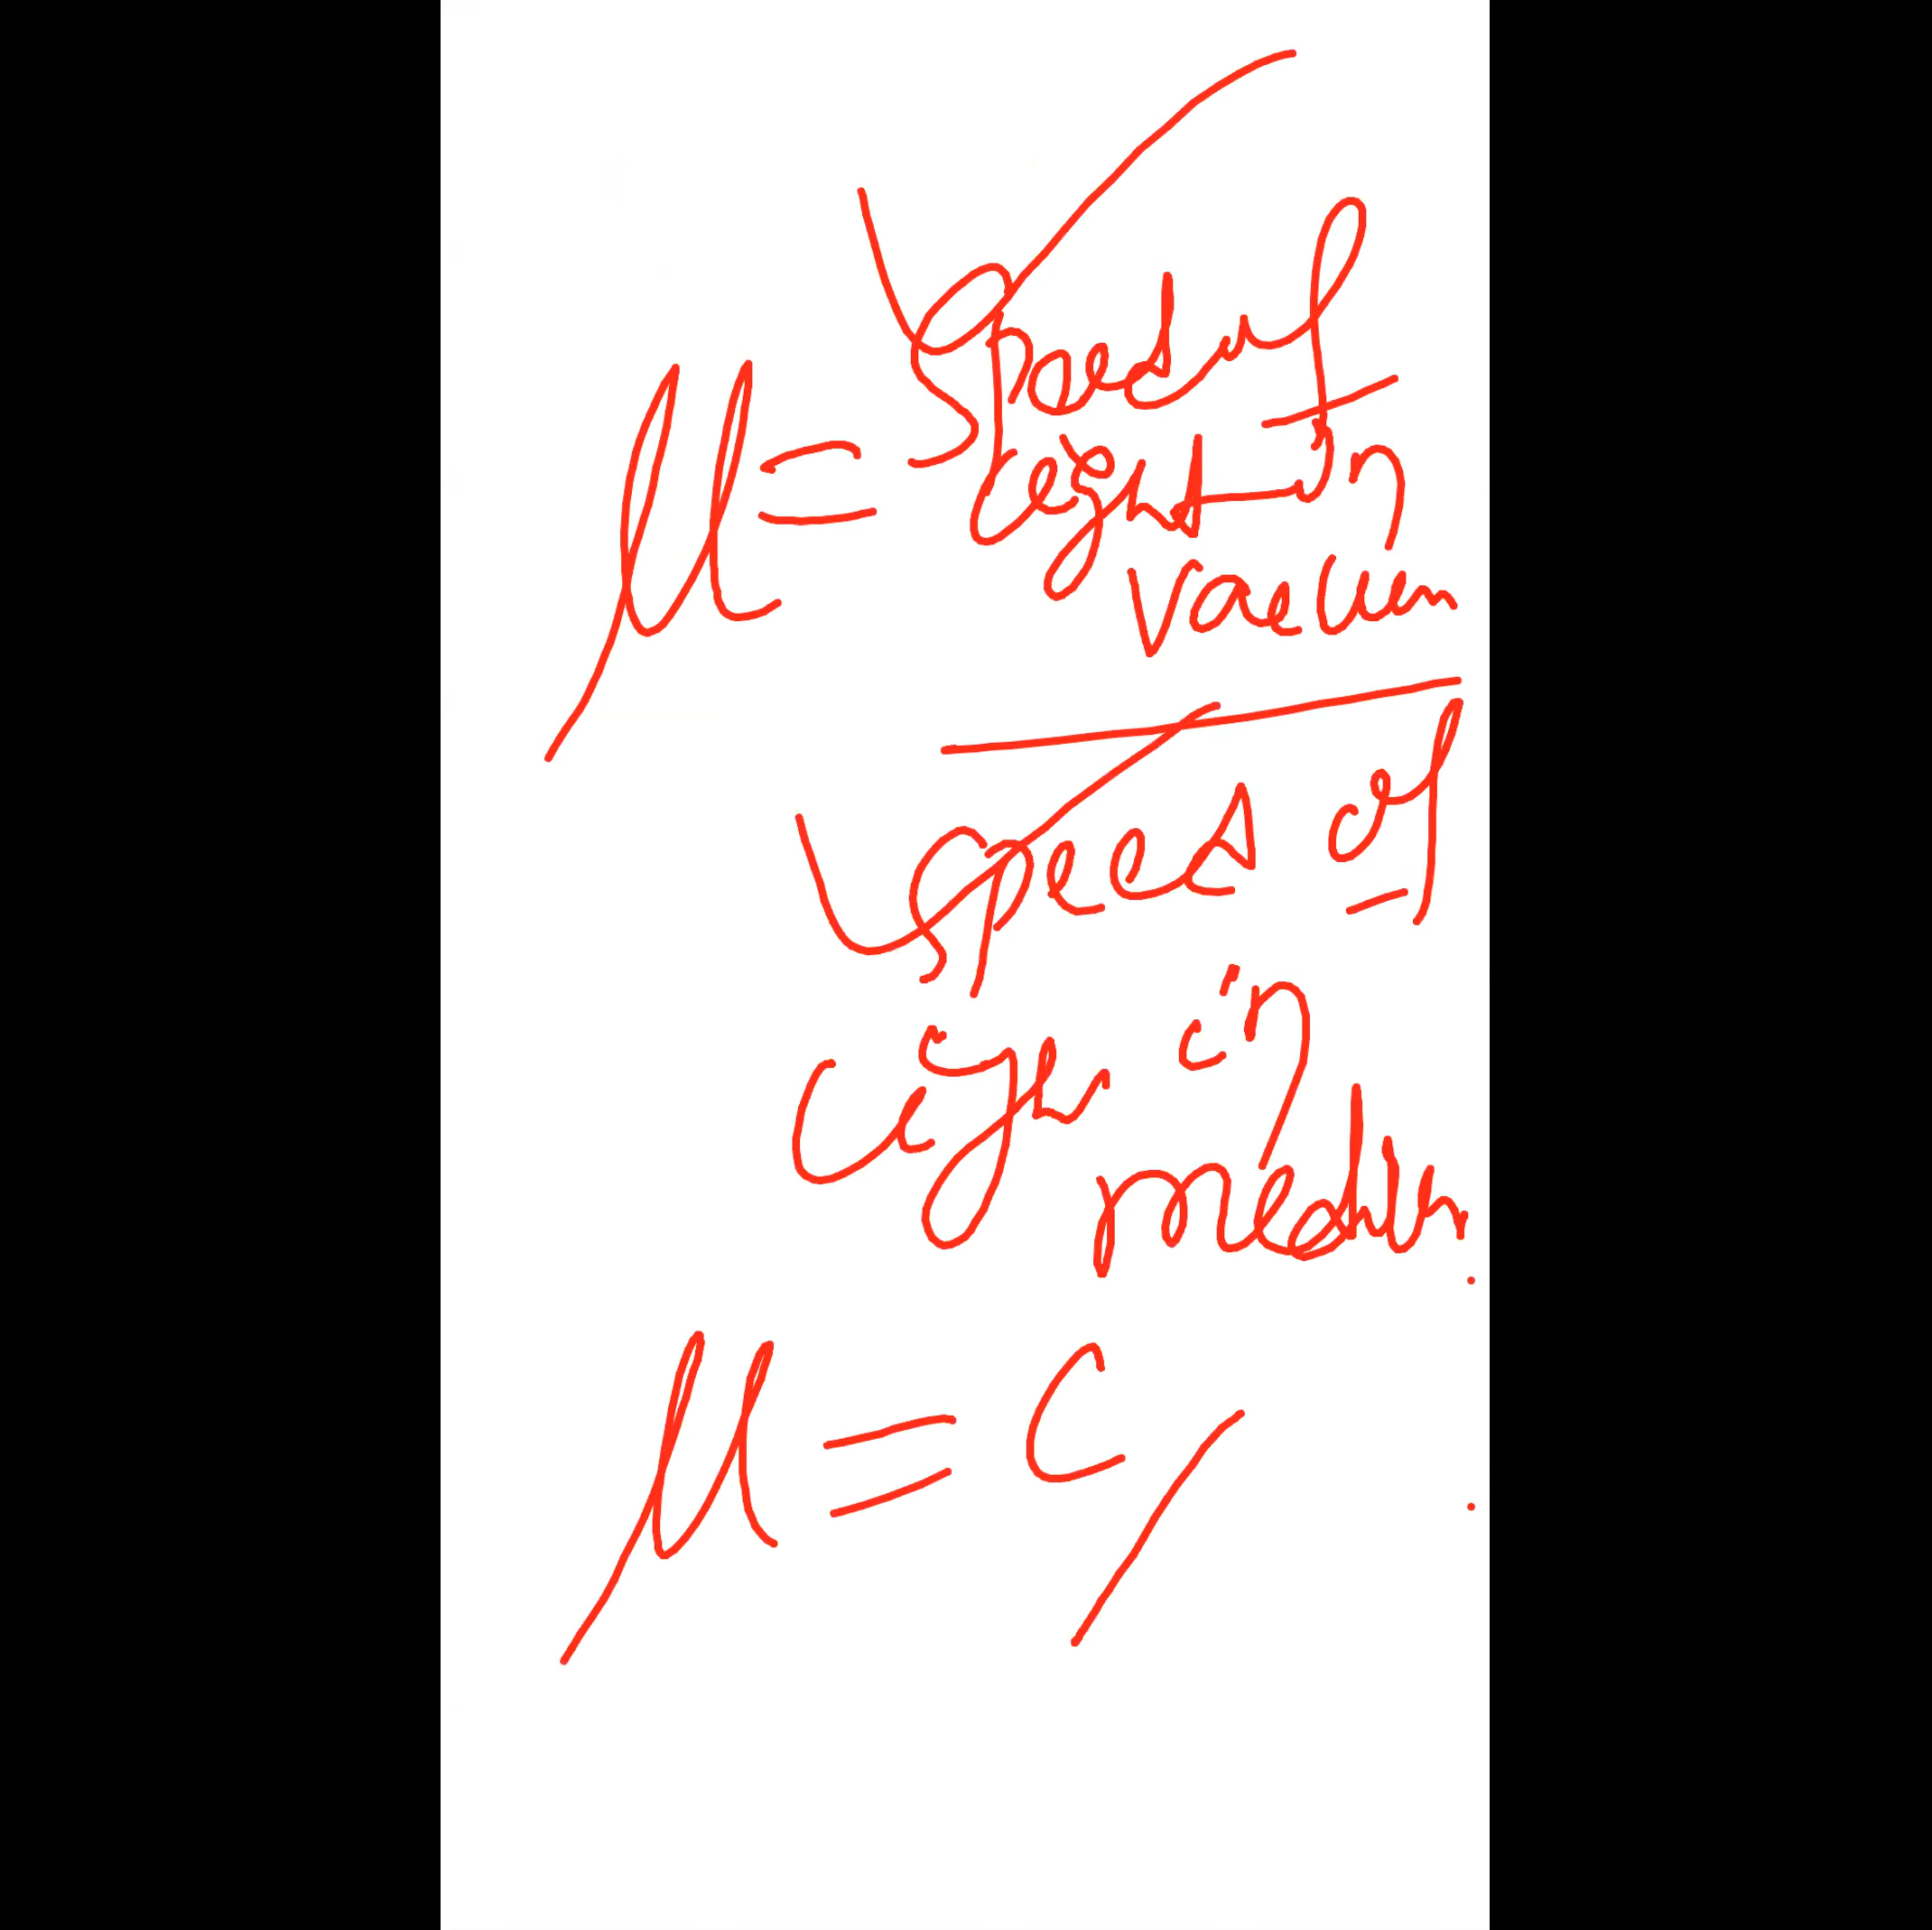 μ = Speed of
light in
vacuum
speed of
light in
medium
μ = C/